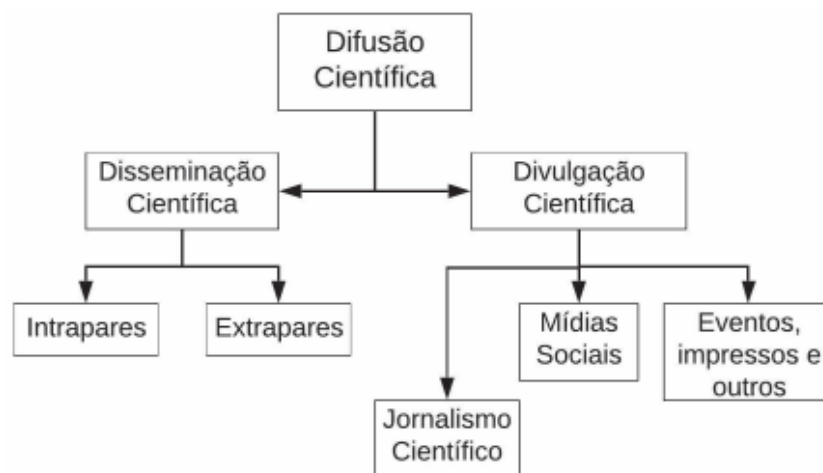 Difusão
Científica
Disseminação
Científica
Divulgação
Científica
Intrapares
Extrapares
Mídias
Sociais
Eventos,
impressos e
outros
Jornalismo
Científico